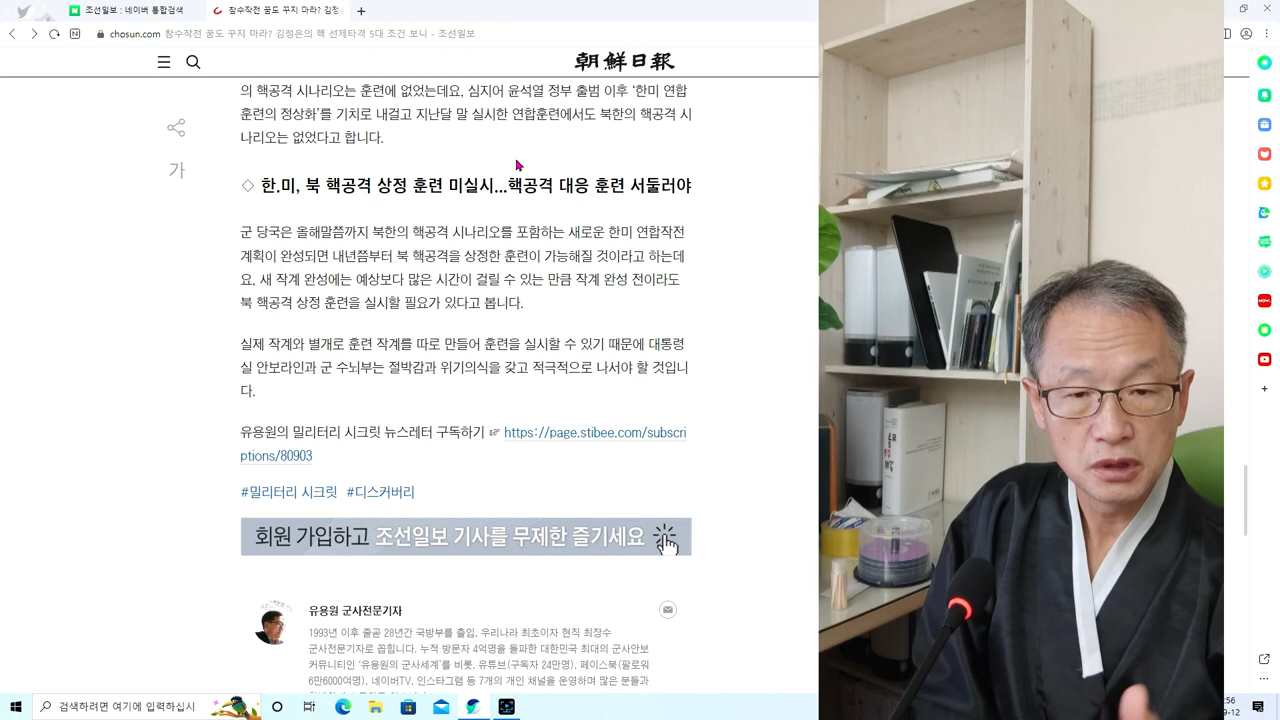 조선일보 : 네이버 통합검색
참수작전 꿈도 꾸지 마라? 김정은
chosun.com 참수작전 꿈도 꾸지 마라? 김정은의 핵 선제타격 5대 조건 보니 - 조선일보
朝鮮日報
의 핵공격 시나리오는 훈련에 없었는데요, 심지어 윤석열 정부 출범 이후 ‘한미 연합
훈련의 정상화’를 기치로 내걸고 지난달 말 실시한 연합훈련에서도 북한의 핵공격 시
나리오는 없었다고 합니다.
가
◇ 한.미, 북 핵공격 상정 훈련 미실시...핵공격 대응 훈련 서둘러야
군 당국은 올해말쯤까지 북한의 핵공격 시나리오를 포함하는 새로운 한미 연합작전
계획이 완성되면 내년쯤부터 북 핵공격을 상정한 훈련이 가능해질 것이라고 하는데
요, 새 작계 완성에는 예상보다 많은 시간이 걸릴 수 있는 만큼 작계 완성 전이라도
북 핵공격 상정 훈련을 실시할 필요가 있다고 봅니다.
실제 작계와 별개로 훈련 작계를 따로 만들어 훈련을 실시할 수 있기 때문에 대통령
실 안보라인과 군 수뇌부는 절박감과 위기의식을 갖고 적극적으로 나서야 할 것입니
다.
유용원의 밀리터리 시크릿 뉴스레터 구독하기 ☞ https://page.stibee.com/subscri
ptions/80903
#밀리터리 시크릿 #디스커버리
회원 가입하고 조선일보 기사를 무제한 즐기세요
유용원 군사전문기자
1993년 이후 줄곧 28년간 국방부를 출입, 우리나라 최초이자 현직 최장수
군사전문기자로 꼽힙니다. 누적 방문자 4억명을 돌파한 대한민국 최대의 군사안보
커뮤니티인 ‘유용원의 군사세계’를 비롯, 유튜브(구독자 24만명), 페이스북(팔로워
6만6000여명), 네이버TV, 인스타그램 등 7개의 개인 채널을 운영하며 많은 분들과
검색하려면 여기에 입력하십시
:56
9-12